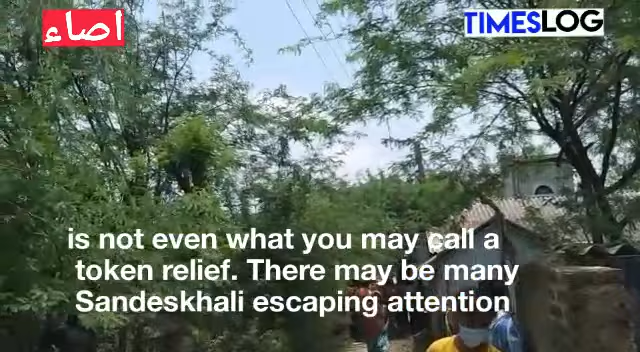 اصاء
TIMESLOG
is not even what you may call a
token relief. There may be many
Sandeskhali escaping attention